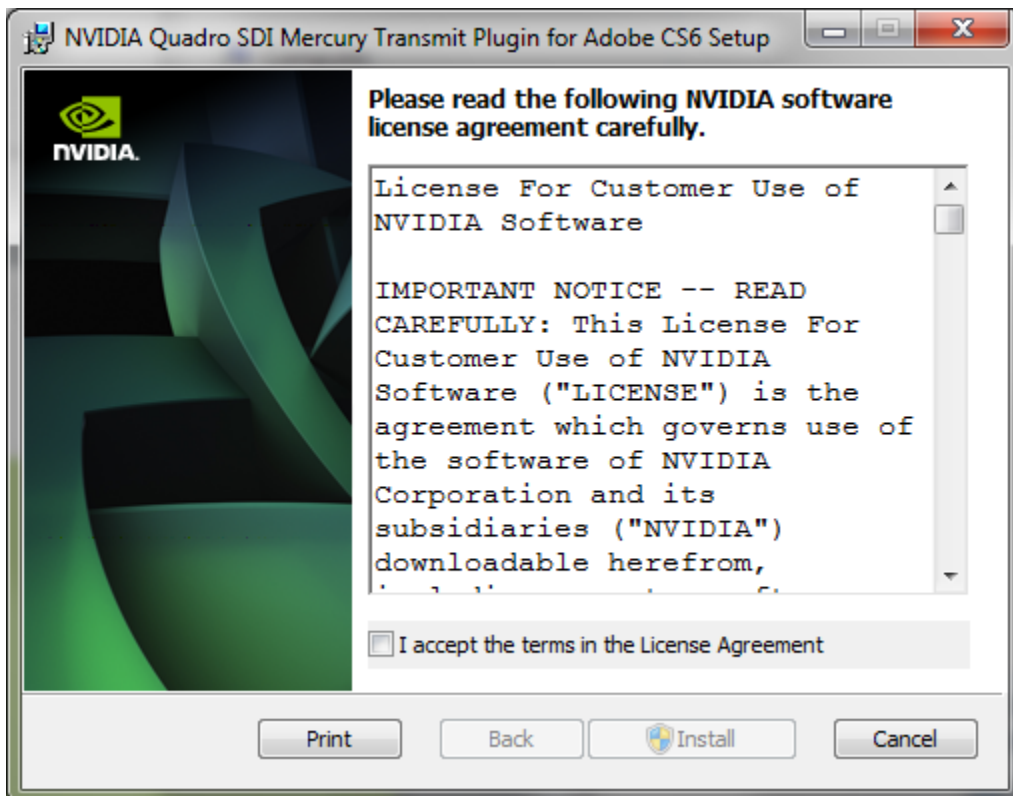 NVIDIA Quadro SDI Mercury Transmit Plugin for Adobe CS6 Setup
NVIDIA.
Please read the following NVIDIA software
license agreement carefully.
License For Customer Use of
NVIDIA Software
IMPORTANT NOTICE -- READ
CAREFULLY: This License For
Customer Use of NVIDIA
Software ("LICENSE") is the
agreement which governs use of
the software of NVIDIA
Corporation and its
subsidiaries ("NVIDIA")
downloadable herefrom,
I accept the terms in the License Agreement
Print
Back
Install
Cancel